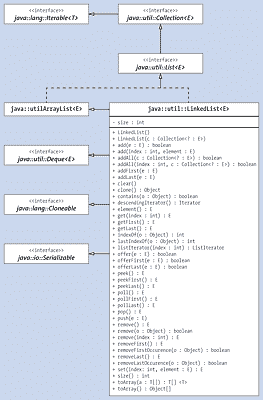 <<interface>>
java::lang::Iterable<T>
<<interface>>
java::util::Collection<E>
<<interface>>
java::util::List<E>
java::utilArrayList<E>
java::util::LinkedList<E>
- size : int
+ LinkedList()
+ LinkedList(c : Collection<? : E>)
+ add(e : E) : boolean
+ add(index : int, element : E)
+ addAll(c : Collection<? : E>) : boolean
+ addAll(index : int, c : Collection<? : E>) : boolean
+ addFirst(e : E)
+ addLast(e : E)
+ clear()
+ clone() : Object
+ contains(o : Object) : boolean
+ descendingIterator() : Iterator
+ element() : E
+ get(index : int) : E
+ getFirst() : E
+ getLast() : E
+ indexOf(o : Object) : int
+ lastIndexOf(o : Object) : int
+ listIterator(index : int) : ListIterator
+ offer(e : E) : boolean
+ offerFirst(e : E) : boolean
+ offerLast(e : E) : boolean
+ peek() : E
+ peekFirst() : E
+ peekLast() : E
+ poll() : E
+ pollFirst() : E
+ pollLast() : E
+ pop() : E
+ push(e : E)
+ remove() : E
+ remove(o : Object) : boolean
+ remove(index : int) : E
+ removeFirst() : E
+ removeFirstOccurence(o : Object) : boolean
+ removeLast() : E
+ removeLastOccurence(o : Object) : boolean
+ set(index : int, element : E) : E
+ size() : int
+ toArray(a : T[]) : T[] <T>
+ toArray() : Object[]
<<interface>>
java::util::Deque<E>
<<interface>>
java::lang::Cloneable
<<interface>>
java::io::Serializable